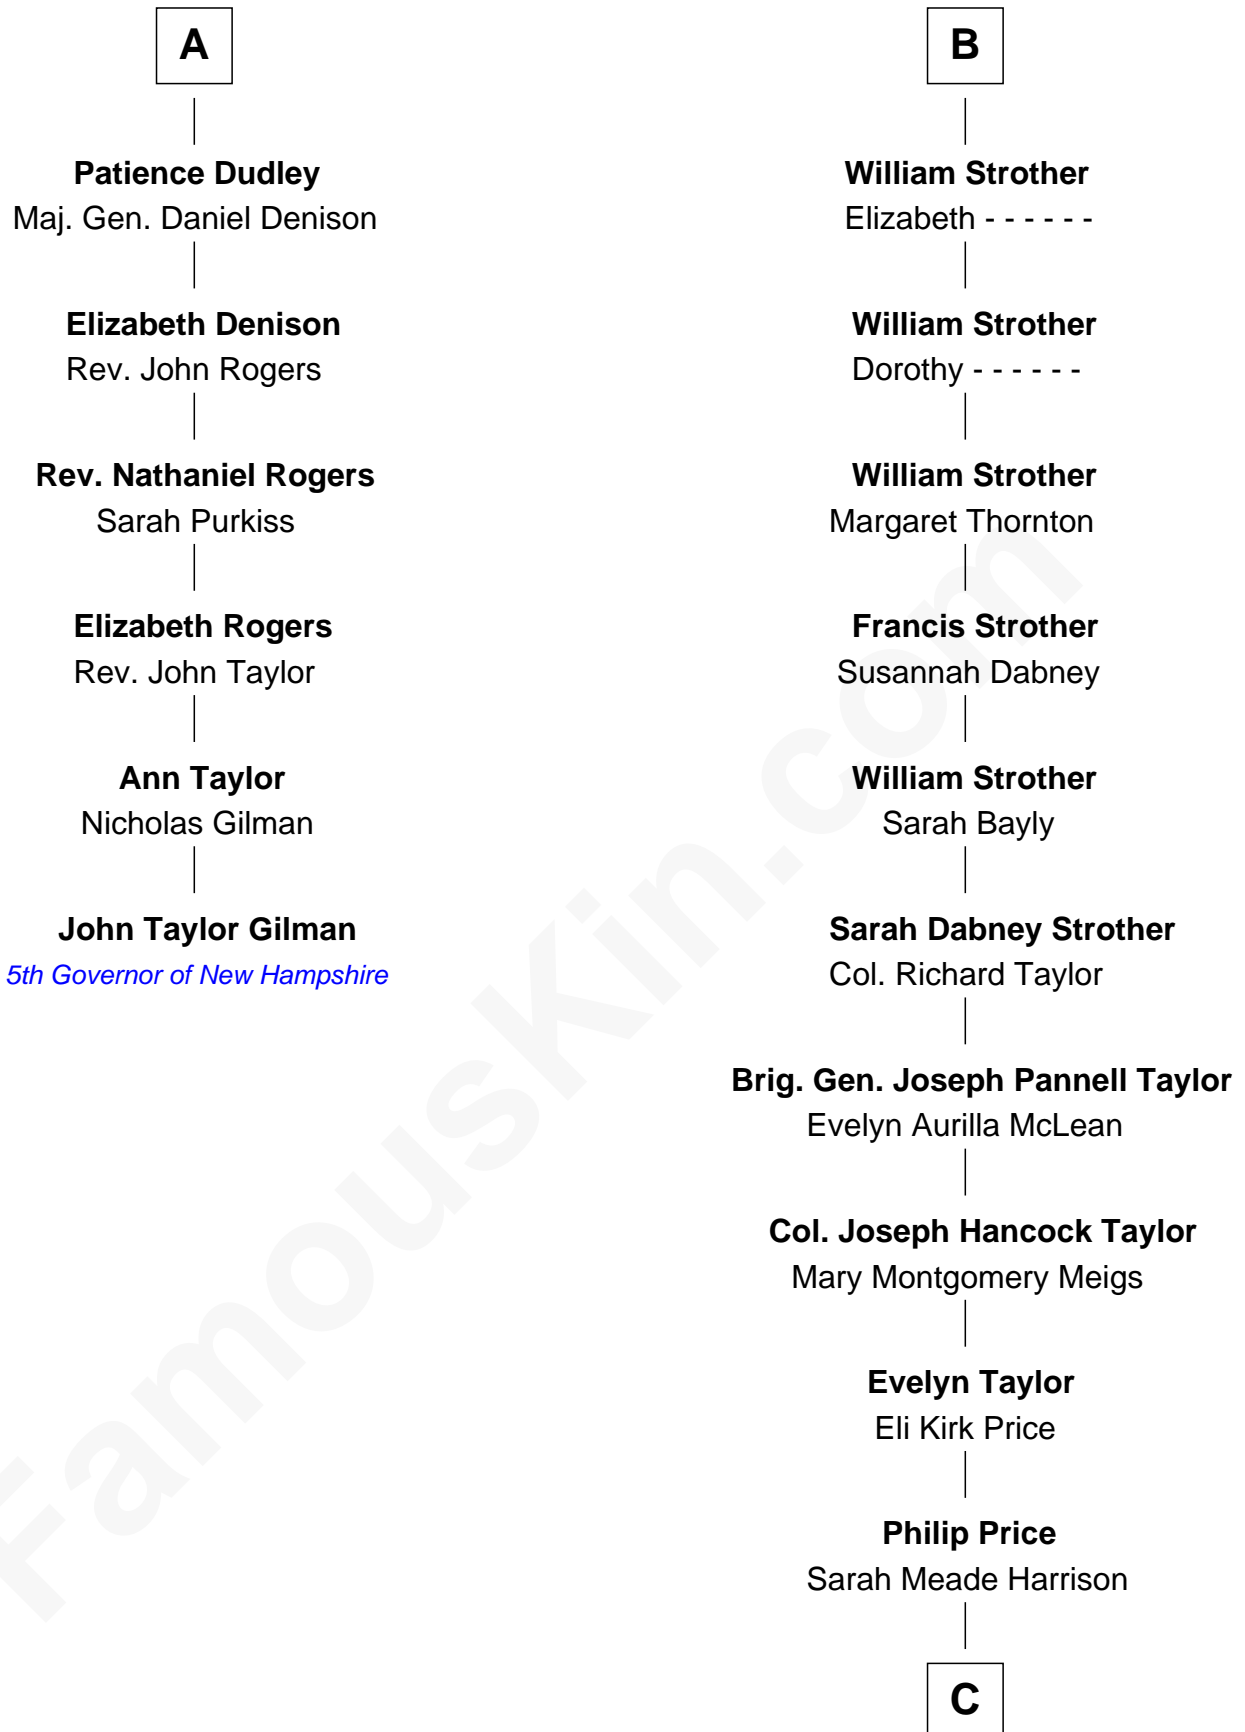 A
Patience Dudley
Maj. Gen. Daniel Denison
Elizabeth Denison
Rev. John Rogers
Rev. Nathaniel Rogers
Sarah Purkiss
Elizabeth Rogers
Rev. John Taylor
Ann Taylor
Nicholas Gilman
John Taylor Gilman
5th Governor of New Hampshire
B
William Strother
Elizabeth - - - - - -
William Strother
Dorothy - - - - - -
William Strother
Margaret Thornton
Francis Strother
Susannah Dabney
William Strother
Sarah Bayly
Sarah Dabney Strother
Col. Richard Taylor
Brig. Gen. Joseph Pannell Taylor
Evelyn Aurilla McLean
Col. Joseph Hancock Taylor
Mary Montgomery Meigs
Evelyn Taylor
Eli Kirk Price
Philip Price
Sarah Meade Harrison
C
FamousKin.com